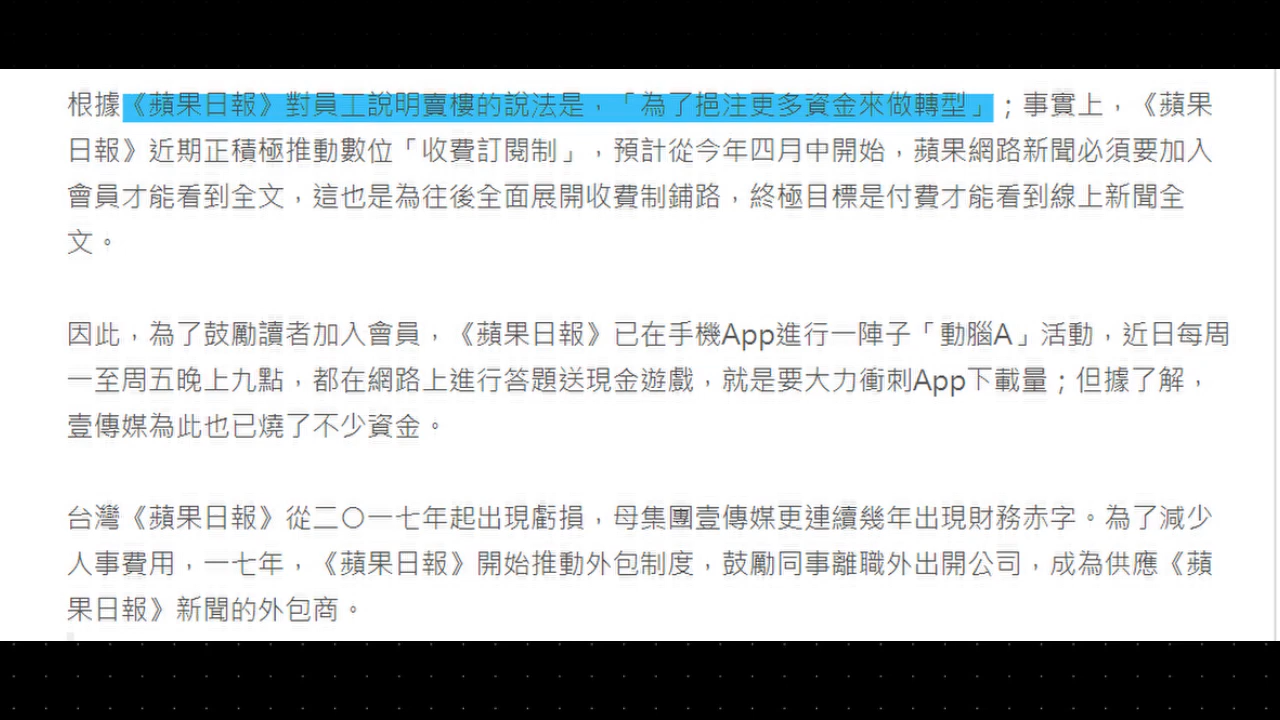 根據《蘋果日報》對員工說明賣樓的說法是，「為了挹注更多資金來做轉型」；事實上，《蘋果
日報》近期正積極推動數位「收費訂閱制」，預計從今年四月中開始，蘋果網路新聞必須要加入
會員才能看到全文，這也是為往後全面展開收費制鋪路，終極目標是付費才能看到線上新聞全
文。
因此，為了鼓勵讀者加入會員，《蘋果日報》已在手機App進行一陣子「動腦A」活動，近日每周
一至周五晚上九點，都在網路上進行答題送現金遊戲，就是要大力衝刺App下載量；但據了解，
壹傳媒為此也已燒了不少資金。
台灣《蘋果日報》從二〇一七年起出現虧損，母集團壹傳媒更連續幾年出現財務赤字。為了減少
人事費用，一七年，《蘋果日報》開始推動外包制度，鼓勵同事離職外出開公司，成為供應《蘋
果日報》新聞的外包商。